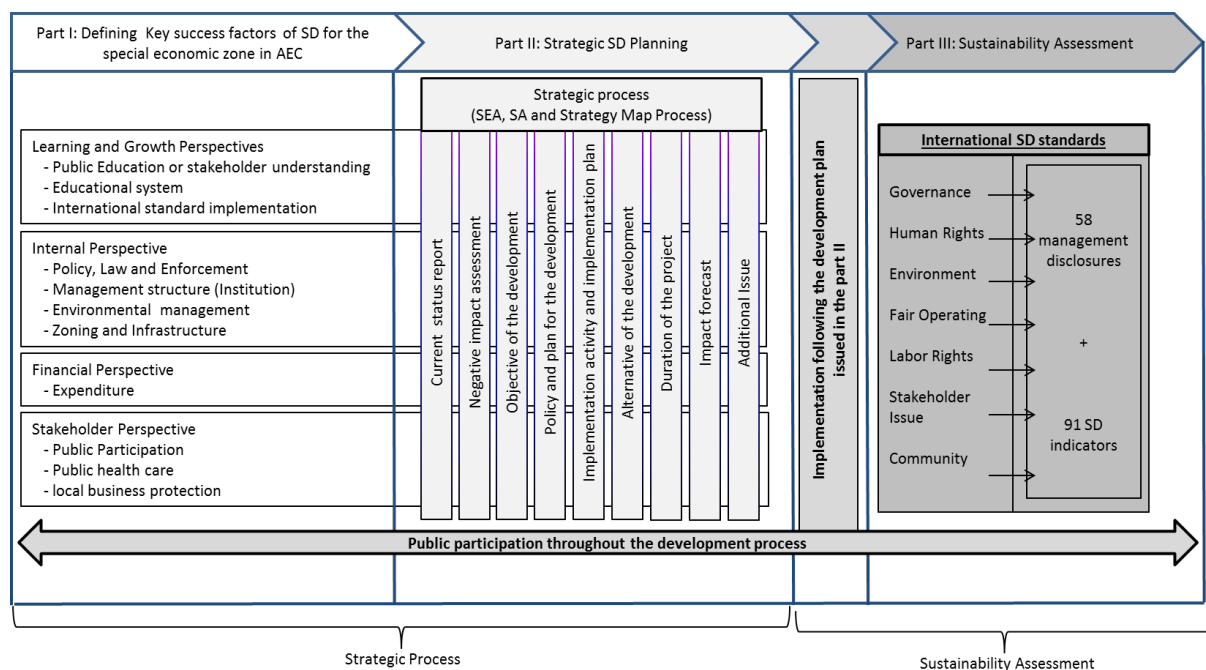 Part I: Defining Key success factors of SD for the
special economic zone in AEC
Part II: Strategic SD Planning
Part III: Sustainability Assessment
Strategic process
(SEA, SA and Strategy Map Process)
Learning and Growth Perspectives
- Public Education or stakeholder understanding
- Educational system
- International standard implementation
Internal Perspective
- Policy, Law and Enforcement
- Management structure (Institution)
- Environmental management
- Zoning and Infrastructure
Financial Perspective
- Expenditure
Stakeholder Perspective
- Public Participation
- Public health care
- local business protection
Current status report
Negative impact assessment
Objective of the development
Policy and plan for the development
Implementation activity and implementation plan
Alternative of the development
Duration of the project
Impact forecast
Additional Issue
Implementation following the development plan
issued in the part II
International SD standards
Governance
Human Rights
Environment
Fair Operating
Labor Rights
Stakeholder
Issue
Community
58
management
disclosures
+
91 SD
indicators
Public participation throughout the development process
Strategic Process
Sustainability Assessment